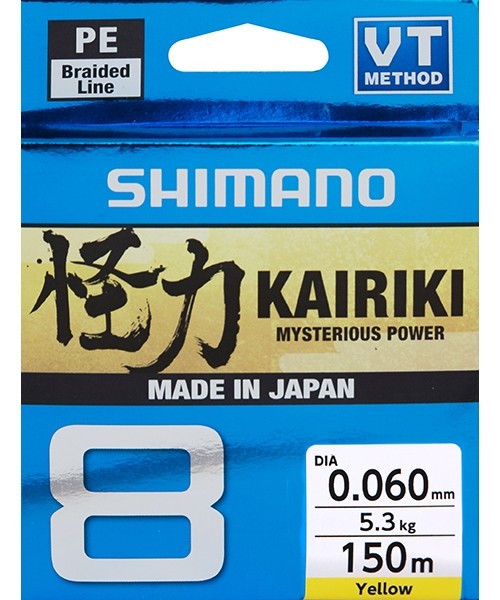 PE
Braided
Line
VT
METHOD
SHIMANO
怪力 KAIRIKI
MYSTERIOUS POWER
MADE IN JAPAN
8
DIA
0.060mm
5.3kg
150m
Yellow